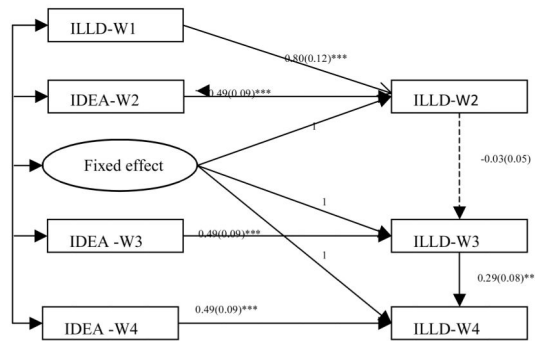 ILLD-W1
0.80(0.12)***
IDEA-W2
0.49(0.09)***
ILLD-W2
1
Fixed effect
-0.03(0.05)
1
IDEA -W3
0.49(0.09)***
ILLD-W3
1
0.29(0.08)**
0.49(0.09)***
IDEA -W4
ILLD-W4